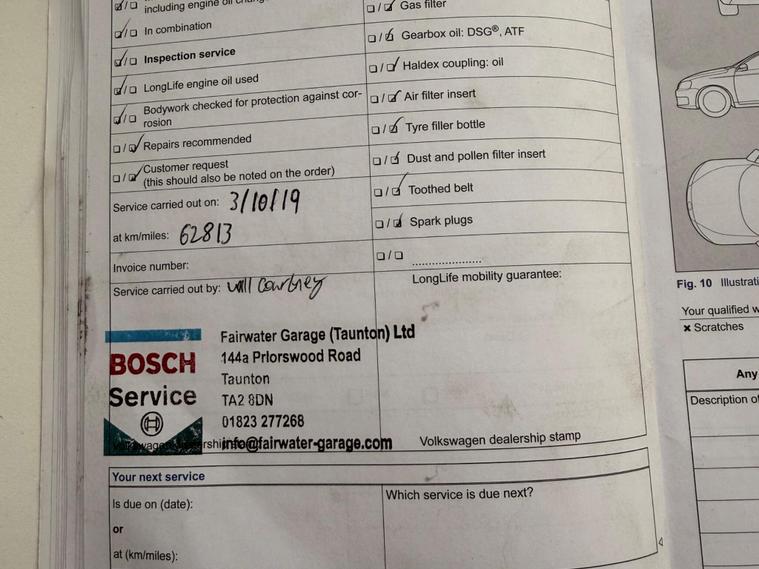 including engine oil chang
In combination
Inspection service
LongLife engine oil used
Bodywork checked for protection against cor-
rosion
Repairs recommended
Customer request
(this should also be noted on the order)
Service carried out on: 3/10/19
at km/miles: 62813
Invoice number:
Service carried out by: will Courtney
Gas filter
Gearbox oil: DSG®, ATF
Haldex coupling: oil
Air filter insert
Tyre filler bottle
Dust and pollen filter insert
Toothed belt
Spark plugs
....................
LongLife mobility guarantee:
BOSCH
Service
Fairwater Garage (Taunton) Ltd
144a Priorswood Road
Taunton
TA2 8DN
01823 277268
info@fairwater-garage.com
Volkswagen dealership stamp
Your next service
Is due on (date):
or
at (km/miles):
Which service is due next?
Fig. 10 Illustrati
Your qualified w
× Scratches
Any
Description of